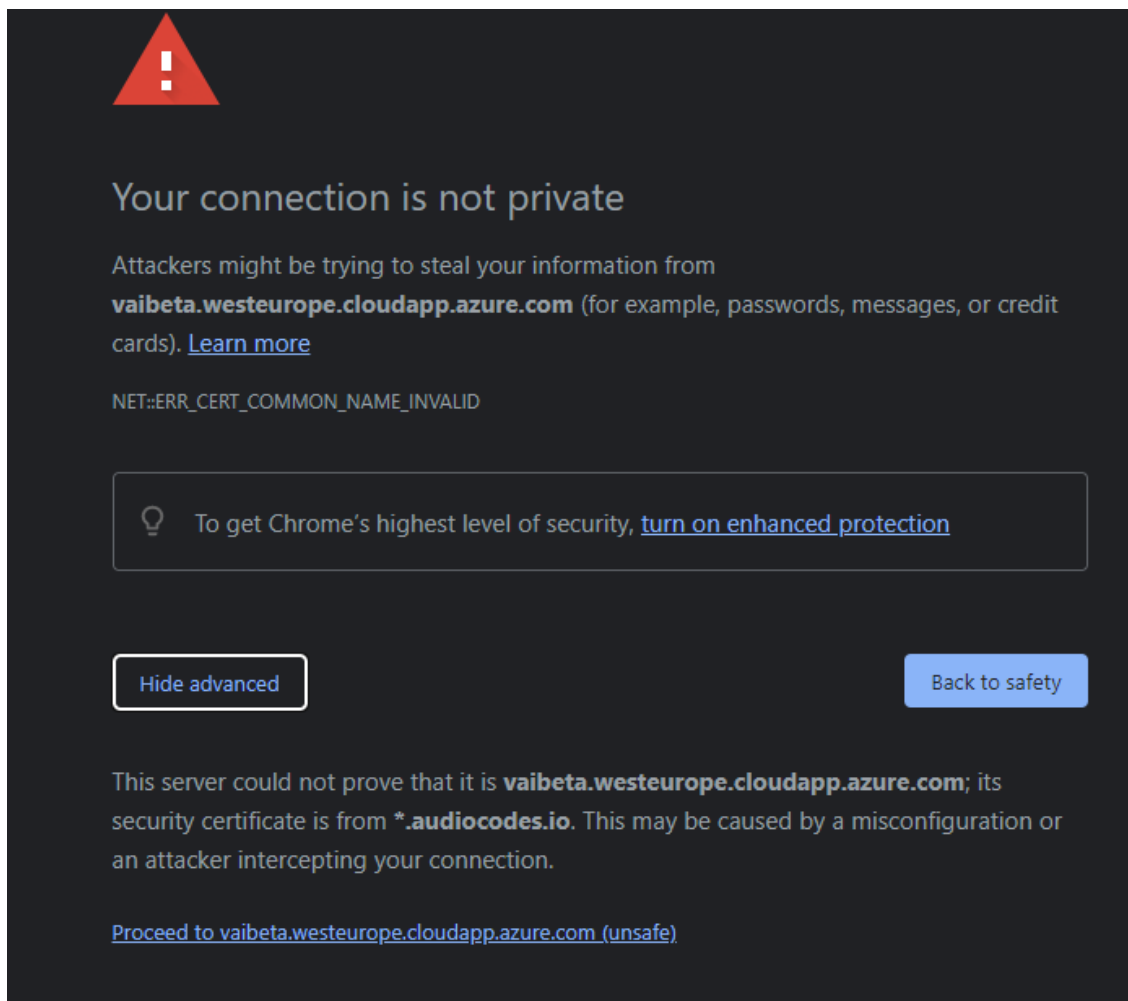 Your connection is not private
Attackers might be trying to steal your information from
vaibeta.westeurope.cloudapp.azure.com (for example, passwords, messages, or credit
cards). Learn more
NET::ERR_CERT_COMMON_NAME_INVALID
To get Chrome's highest level of security, turn on enhanced protection
Hide advanced
Back to safety
This server could not prove that it is vaibeta.westeurope.cloudapp.azure.com; its
security certificate is from *.audiocodes.io. This may be caused by a misconfiguration or
an attacker intercepting your connection.
Proceed to vaibeta.westeurope.cloudapp.azure.com (unsafe)